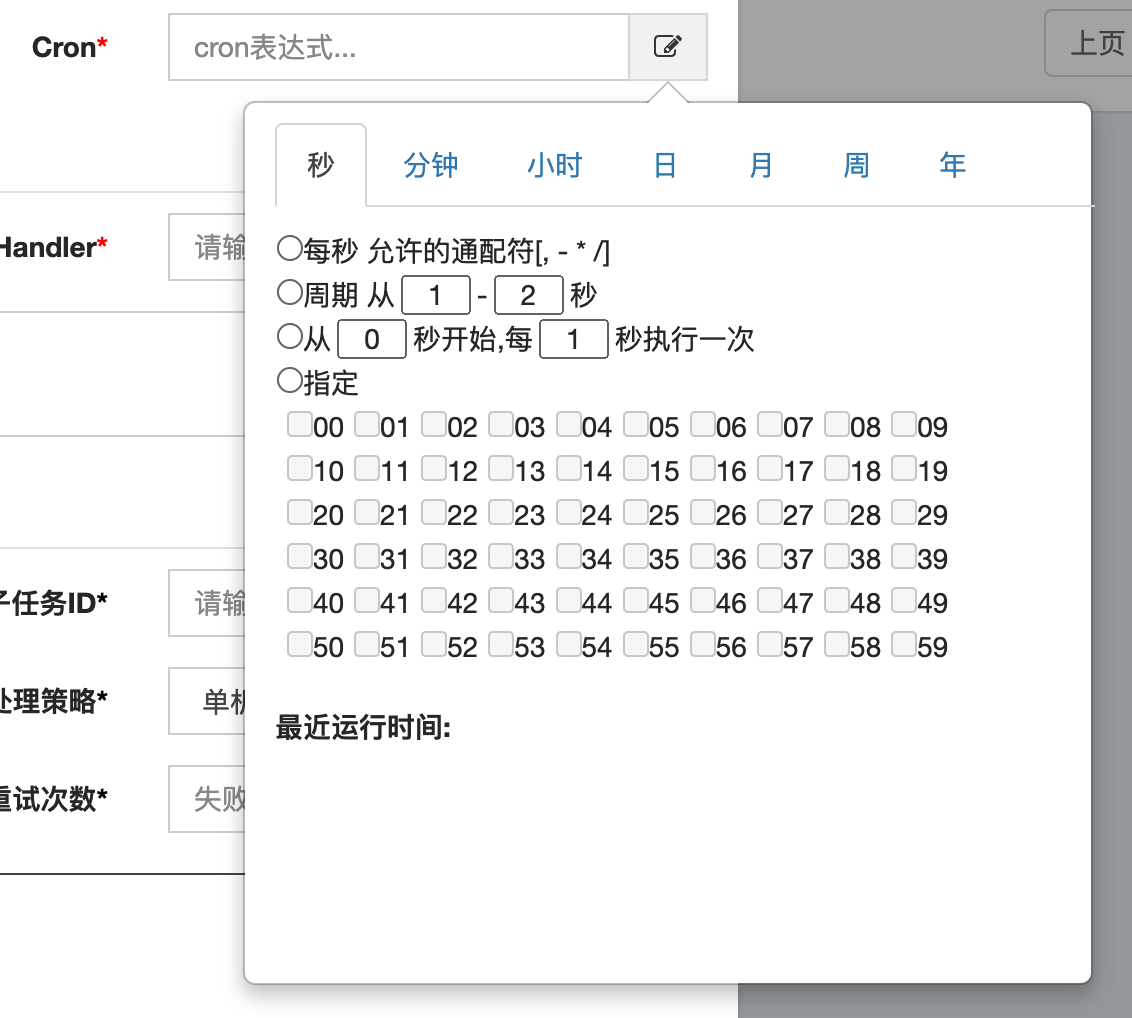 Cron*
cron表达式...
上页
秒 分钟 小时 日 月 周 年
每秒 允许的通配符[, - * /]
Handler*
请输
周期 从 1 - 2 秒
从 0 秒开始,每 1 秒执行一次
指定
00 01 02 03 04 05 06 07 08 09
10 11 12 13 14 15 16 17 18 19
20 21 22 23 24 25 26 27 28 29
30 31 32 33 34 35 36 37 38 39
40 41 42 43 44 45 46 47 48 49
50 51 52 53 54 55 56 57 58 59
子任务ID*
请输
处理策略*
单机
最近运行时间:
重试次数*
失败